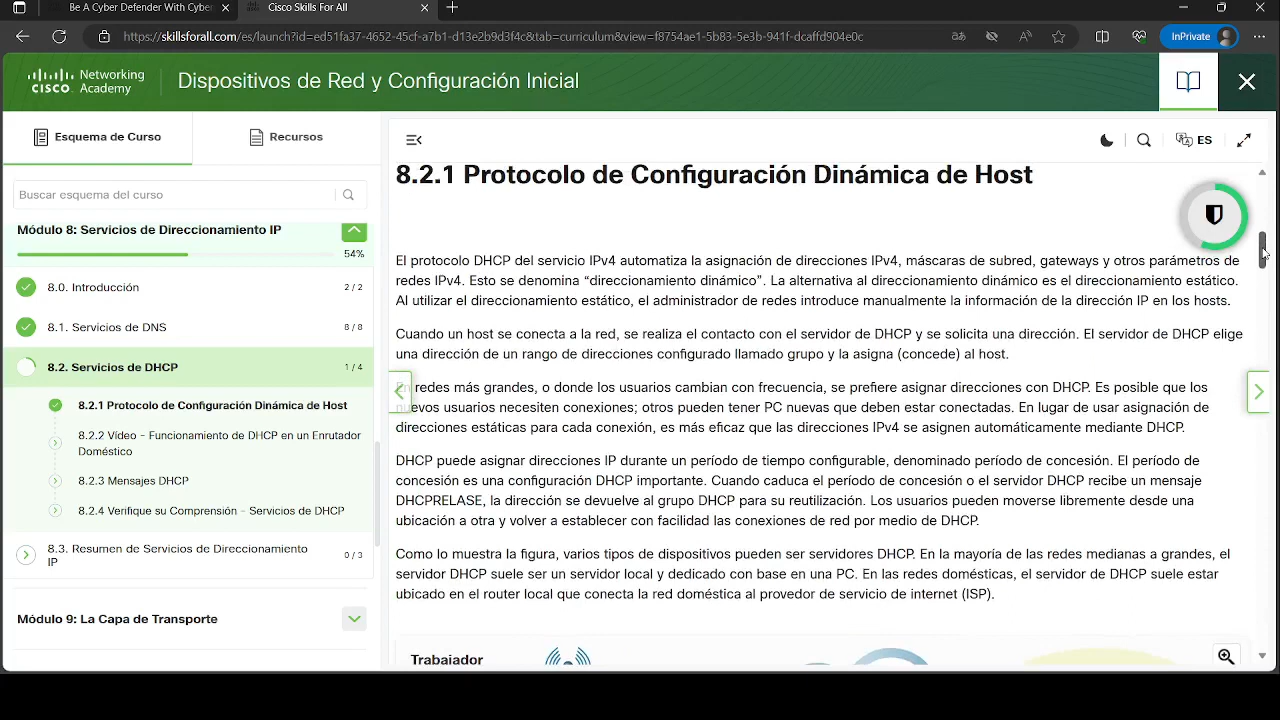 Be A Cyber Defender With Cyber
Cisco Skills For All
https://skillsforall.com/es/launch?id=ed51fa37-4652-45cf-a7b1-d13e2b9d3f4c&tab=curriculum&view=f8754ae1-5b83-5e3b-941f-dcaffd904e0c
InPrivate
Networking
Academy
CISCO
Dispositivos de Red y Configuración Inicial
Esquema de Curso
Recursos
ES
Buscar esquema del curso
Módulo 8: Servicios de Direccionamiento IP
54%
8.0. Introducción
2 / 2
8.1. Servicios de DNS
8 / 8
8.2. Servicios de DHCP
1 / 4
8.2.1 Protocolo de Configuración Dinámica de Host
8.2.2 Vídeo - Funcionamiento de DHCP en un Enrutador
Doméstico
8.2.3 Mensajes DHCP
8.2.4 Verifique su Comprensión - Servicios de DHCP
8.3. Resumen de Servicios de Direccionamiento
IP
0 / 3
Módulo 9: La Capa de Transporte
8.2.1 Protocolo de Configuración Dinámica de Host
El protocolo DHCP del servicio IPv4 automatiza la asignación de direcciones IPv4, máscaras de subred, gateways y otros parámetros de
redes IPv4. Esto se denomina “direccionamiento dinámico”. La alternativa al direccionamiento dinámico es el direccionamiento estático.
Al utilizar el direccionamiento estático, el administrador de redes introduce manualmente la información de la dirección IP en los hosts.
Cuando un host se conecta a la red, se realiza el contacto con el servidor de DHCP y se solicita una dirección. El servidor de DHCP elige
una dirección de un rango de direcciones configurado llamado grupo y la asigna (concede) al host.
En redes más grandes, o donde los usuarios cambian con frecuencia, se prefiere asignar direcciones con DHCP. Es posible que los
nuevos usuarios necesiten conexiones; otros pueden tener PC nuevas que deben estar conectadas. En lugar de usar asignación de
direcciones estáticas para cada conexión, es más eficaz que las direcciones IPv4 se asignen automáticamente mediante DHCP.
DHCP puede asignar direcciones IP durante un período de tiempo configurable, denominado período de concesión. El período de
concesión es una configuración DHCP importante. Cuando caduca el período de concesión o el servidor DHCP recibe un mensaje
DHCPRELASE, la dirección se devuelve al grupo DHCP para su reutilización. Los usuarios pueden moverse libremente desde una
ubicación a otra y volver a establecer con facilidad las conexiones de red por medio de DHCP.
Como lo muestra la figura, varios tipos de dispositivos pueden ser servidores DHCP. En la mayoría de las redes medianas a grandes, el
servidor DHCP suele ser un servidor local y dedicado con base en una PC. En las redes domésticas, el servidor de DHCP suele estar
ubicado en el router local que conecta la red doméstica al provedor de servicio de internet (ISP).
Trabajador